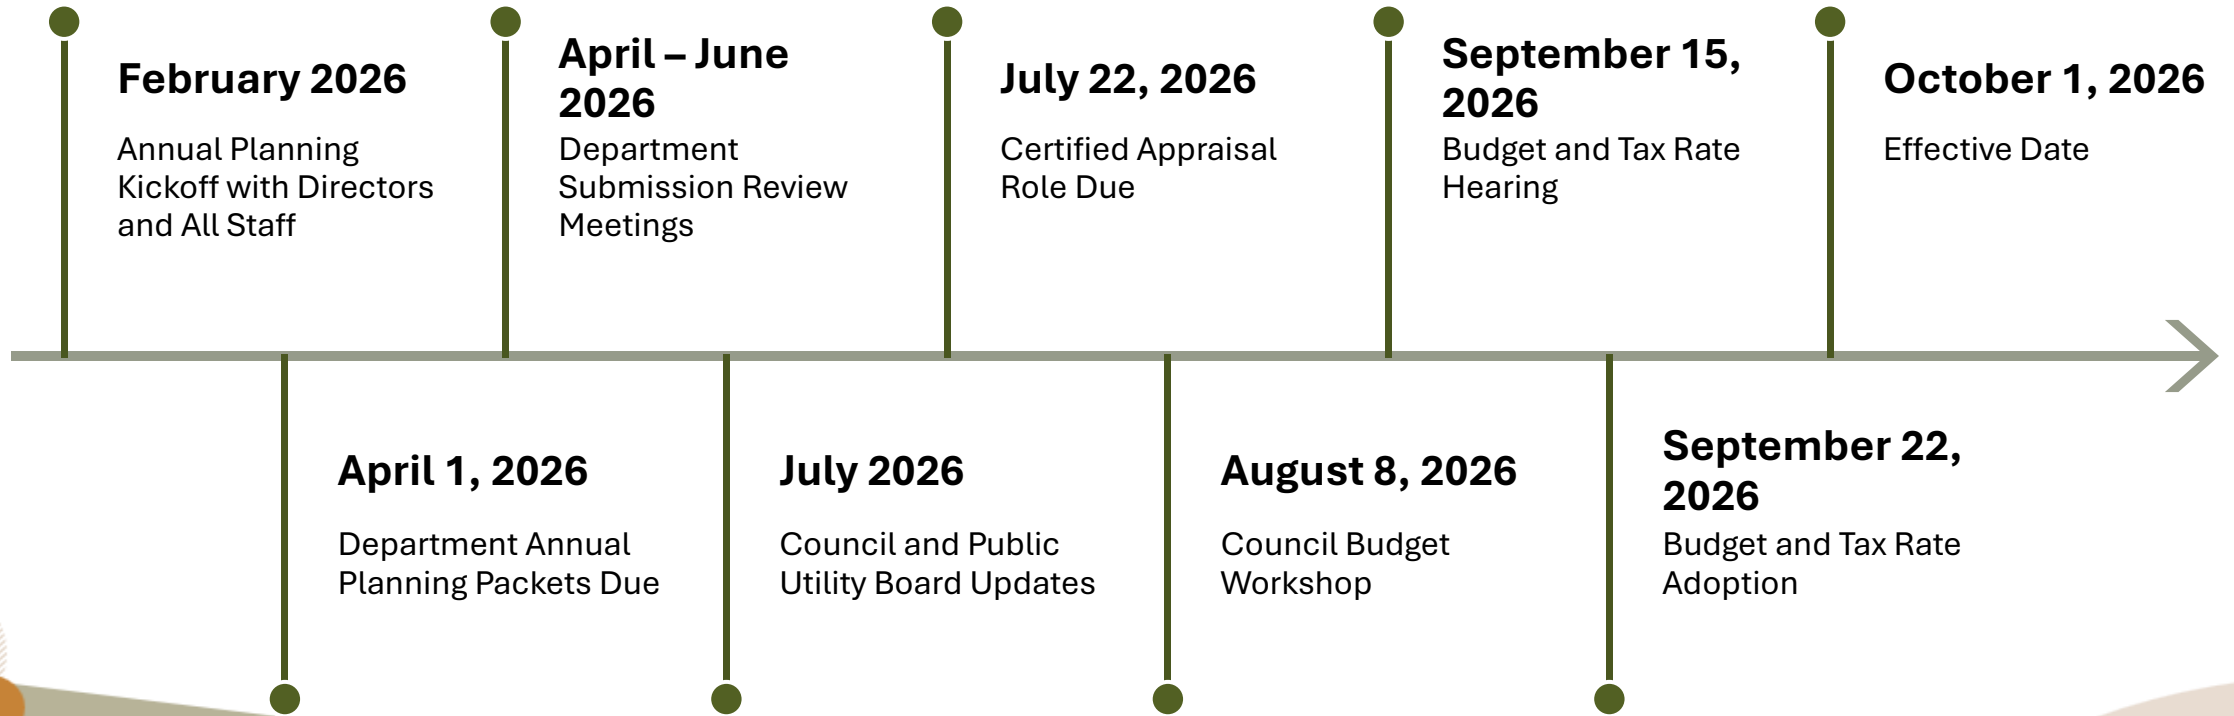 February 2026
Annual Planning
Kickoff with Directors
and All Staff
April 1, 2026
Department Annual
Planning Packets Due
April – June
2026
Department
Submission Review
Meetings
July 2026
Council and Public
Utility Board Updates
July 22, 2026
Certified Appraisal
Role Due
August 8, 2026
Council Budget
Workshop
September 15,
2026
Budget and Tax Rate
Hearing
September 22,
2026
Budget and Tax Rate
Adoption
October 1, 2026
Effective Date